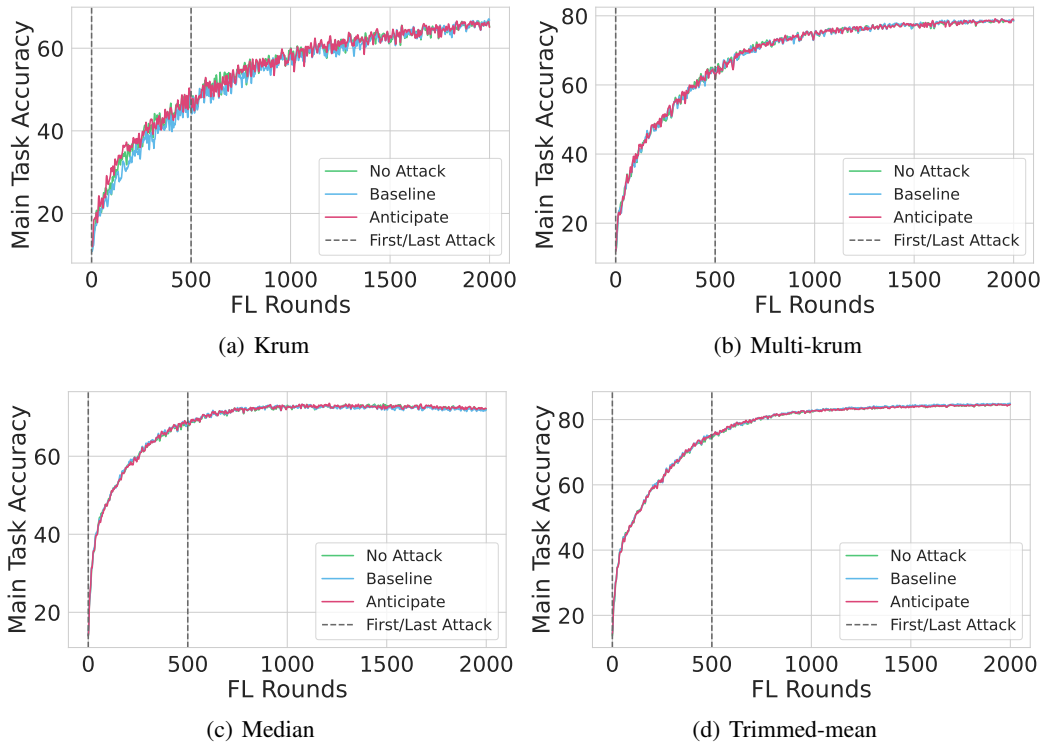 Main Task Accuracy
60
40
20
No Attack
Baseline
Anticipate
First/Last Attack
0 500 1000 1500 2000
FL Rounds
(a) Krum
Main Task Accuracy
80
60
40
20
No Attack
Baseline
Anticipate
First/Last Attack
0 500 1000 1500 2000
FL Rounds
(b) Multi-krum
Main Task Accuracy
60
40
20
No Attack
Baseline
Anticipate
First/Last Attack
0 500 1000 1500 2000
FL Rounds
(c) Median
Main Task Accuracy
80
60
40
20
No Attack
Baseline
Anticipate
First/Last Attack
0 500 1000 1500 2000
FL Rounds
(d) Trimmed-mean